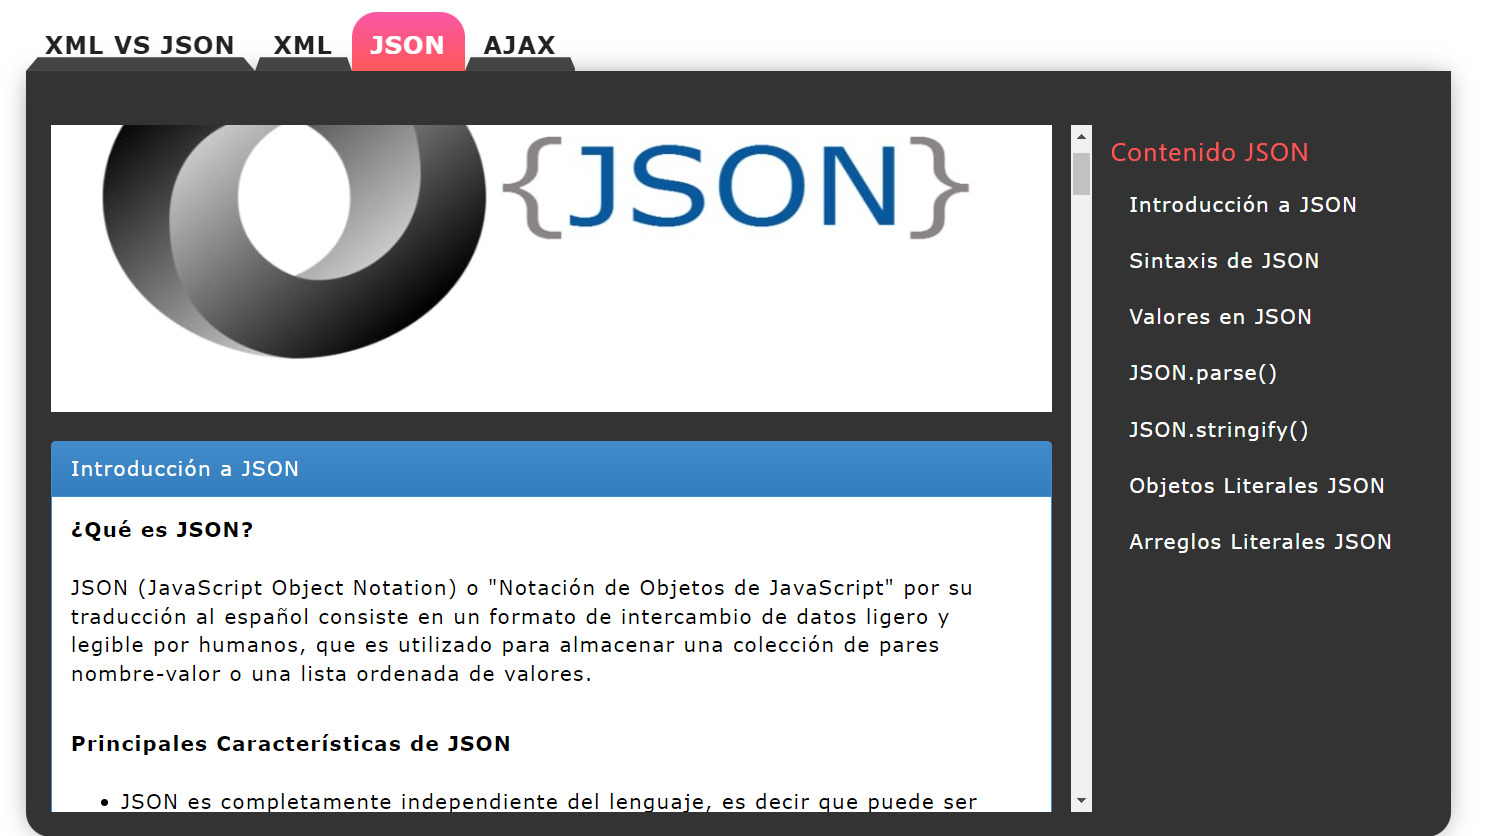 XML VS JSON XML JSON AJAX
{JSON}
Introducción a JSON
¿Qué es JSON?
JSON (JavaScript Object Notation) o "Notación de Objetos de JavaScript" por su
traducción al español consiste en un formato de intercambio de datos ligero y
legible por humanos, que es utilizado para almacenar una colección de pares
nombre-valor o una lista ordenada de valores.
Principales Características de JSON
• JSON es completamente independiente del lenguaje, es decir que puede ser
Contenido JSON
Introducción a JSON
Sintaxis de JSON
Valores en JSON
JSON.parse()
JSON.stringify()
Objetos Literales JSON
Arreglos Literales JSON